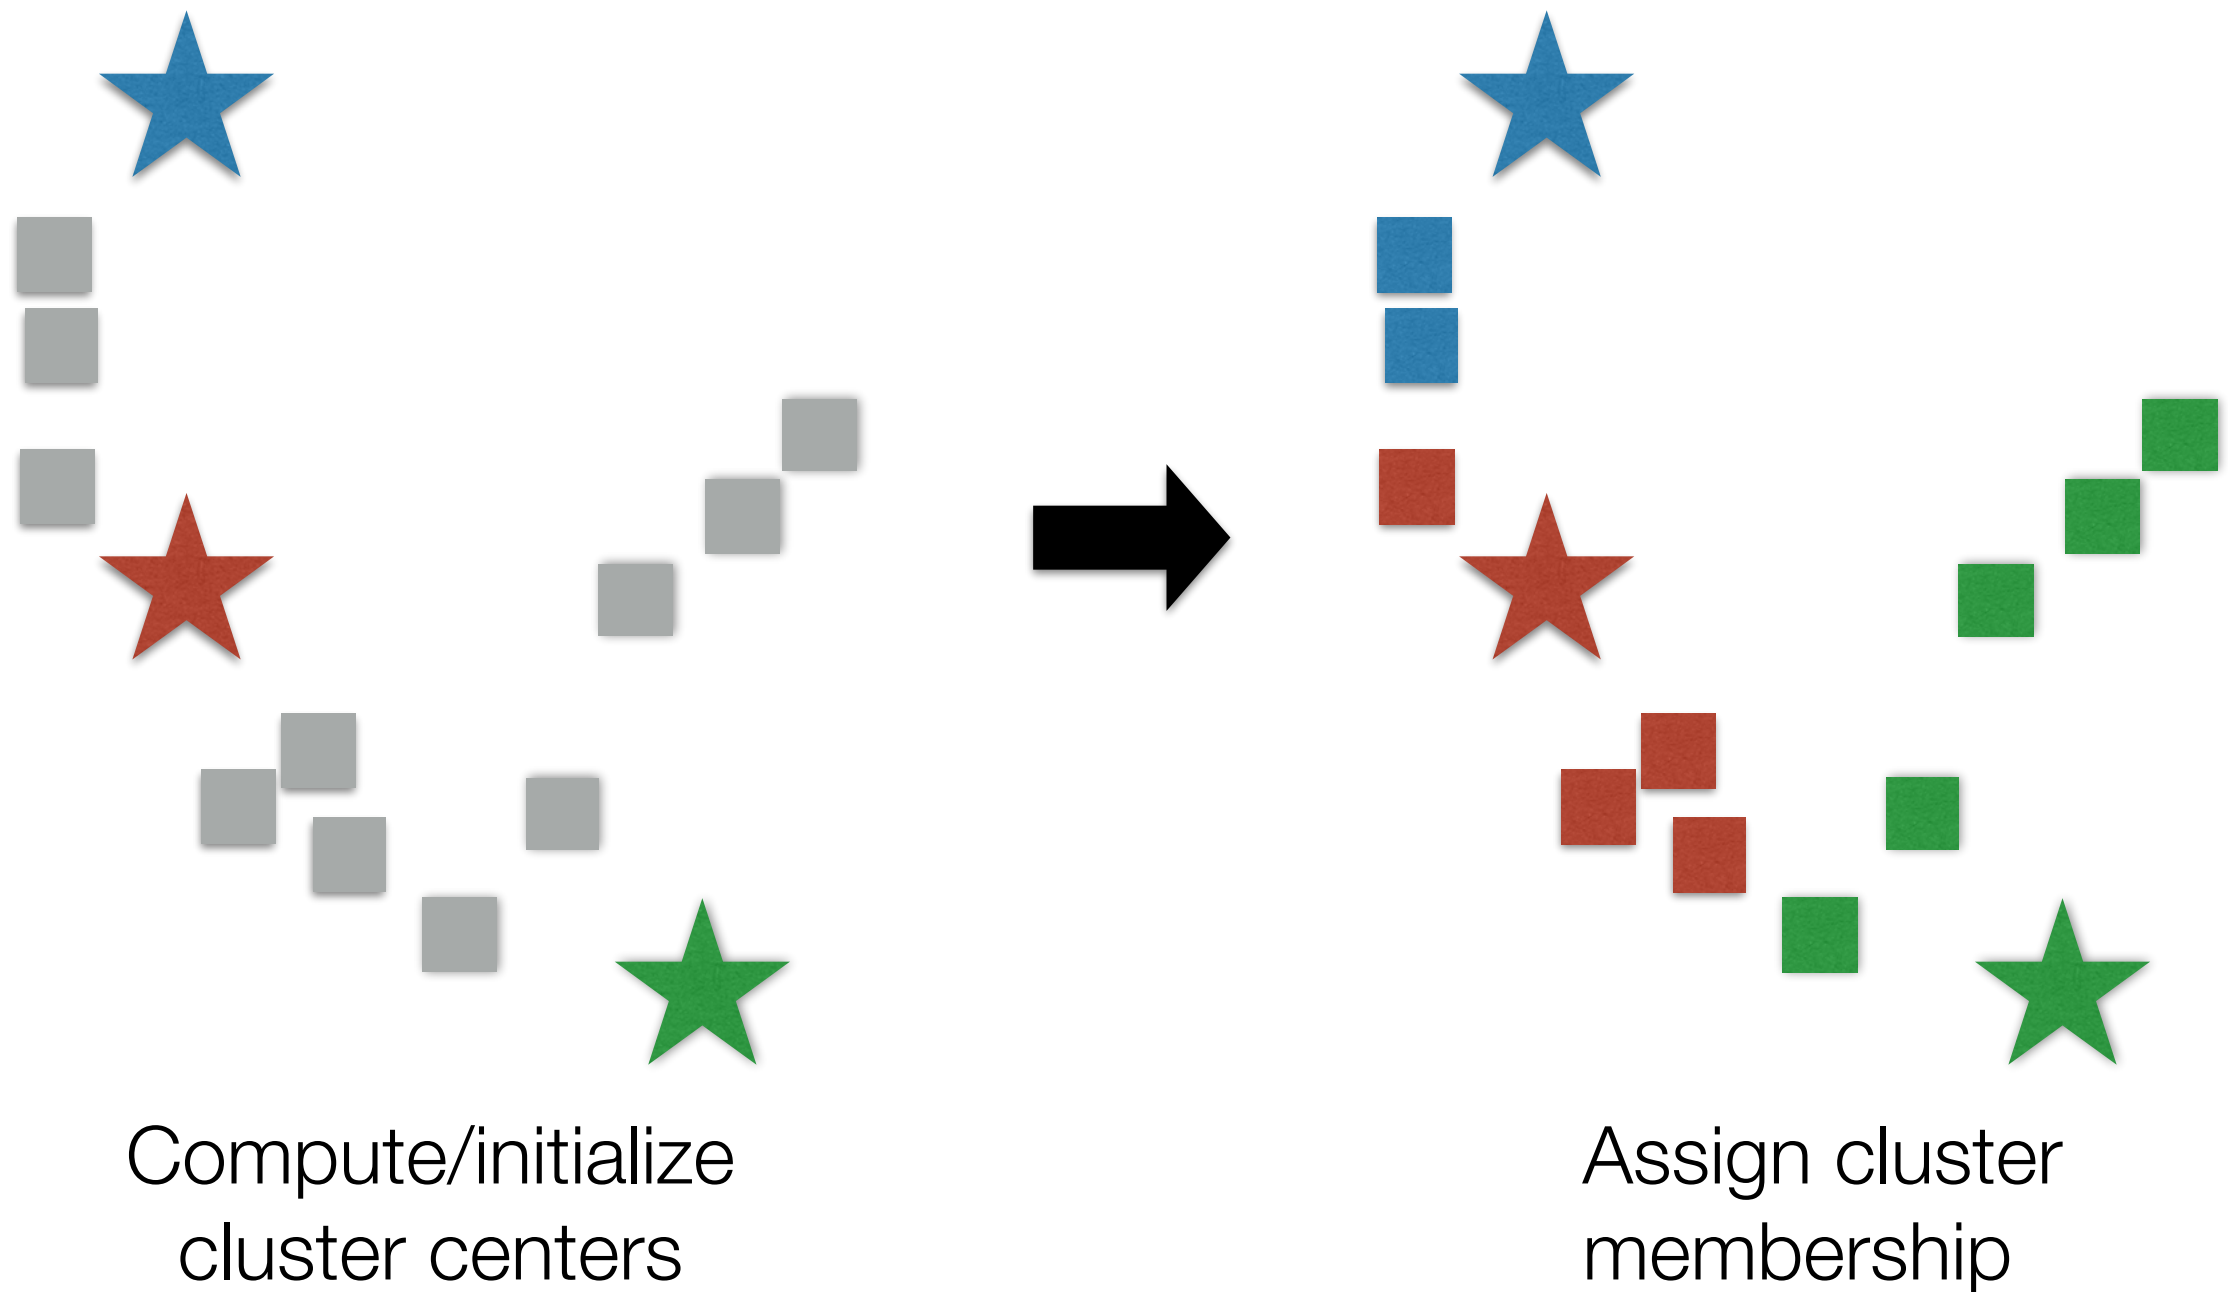 Compute/initialize
cluster centers
Assign cluster
membership